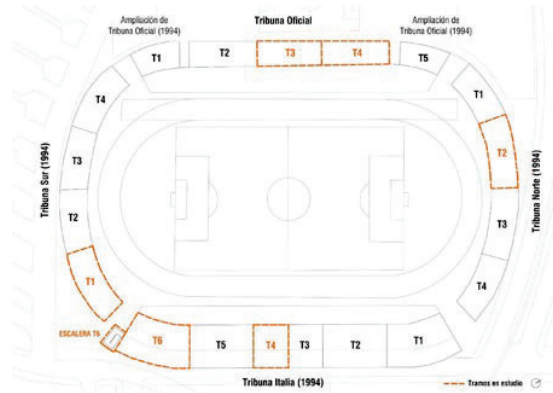 Ampliación de
Tribuna Oficial (1994)
Tribuna Oficial
Ampliación de
Tribuna Oficial (1994)
T1
T2
T3
T4
T5
T4
T3
T2
T1
Tribuna Sur (1994)
T1
T2
T3
T4
Tribuna Norte (1994)
ESCALERA T6
T6
T5
T4
T3
T2
T1
Tribuna Italia (1994)
Tramos en estudio